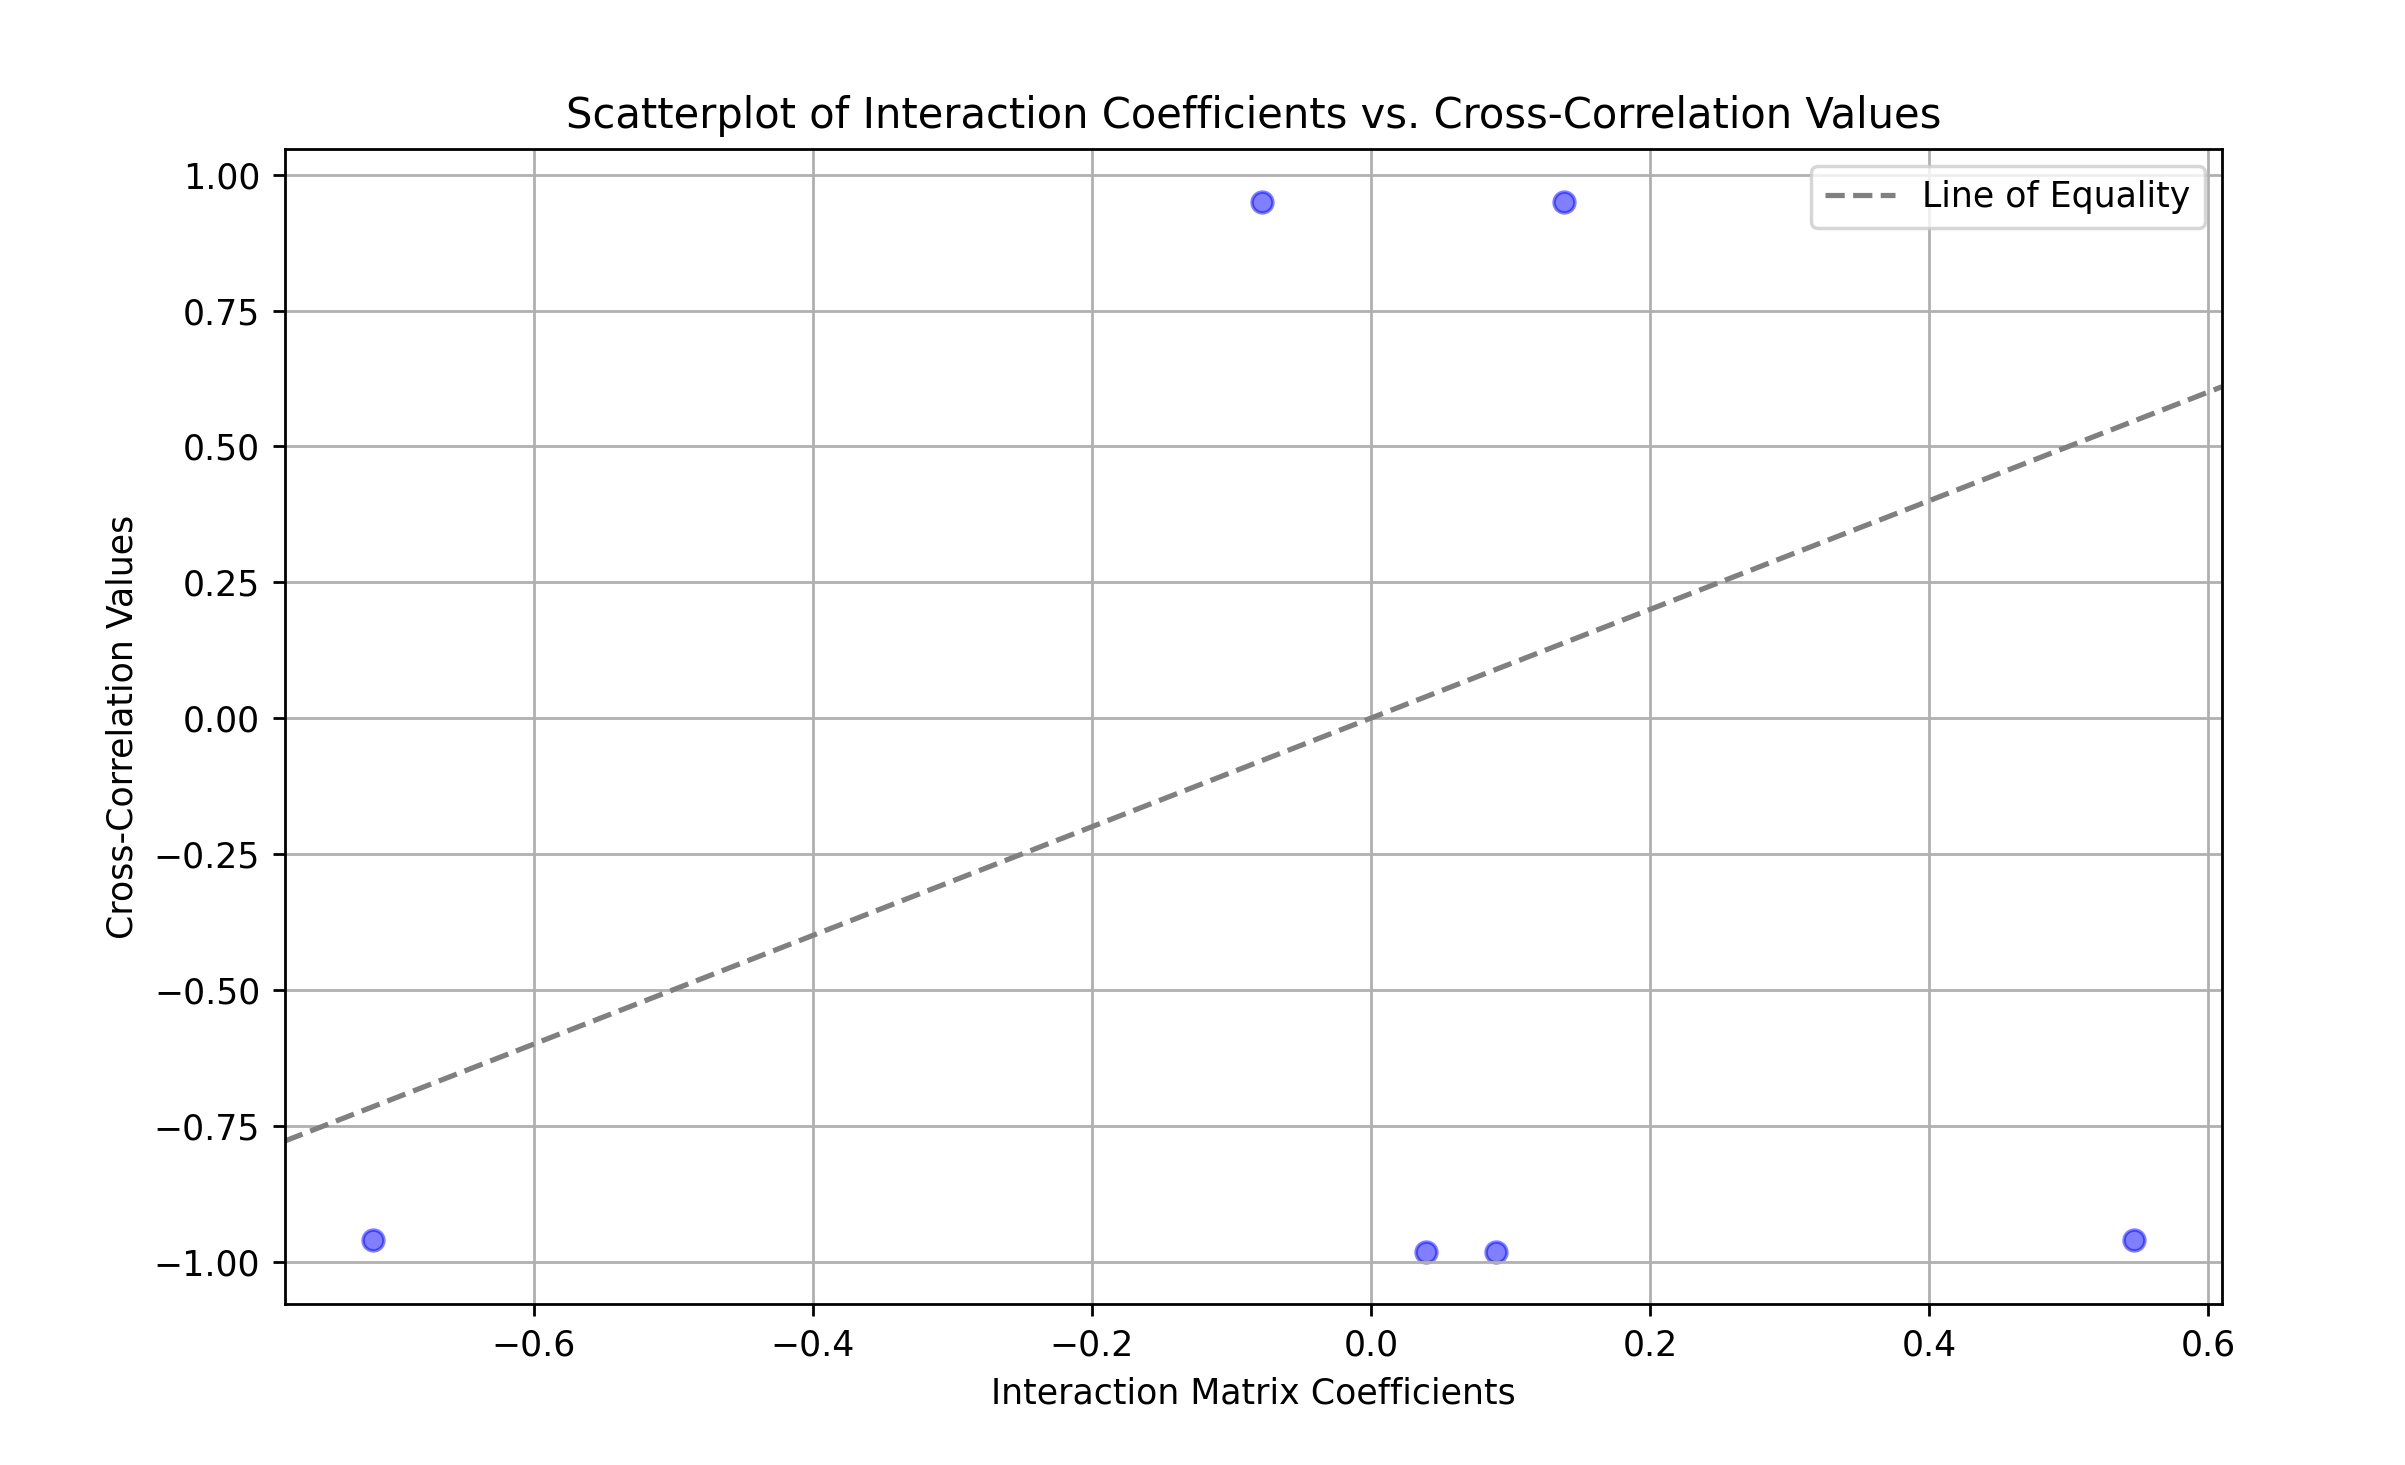 Scatterplot of Interaction Coefficients vs. Cross-Correlation Values
Line of Equality
1.00
0.75
0.50
0.25
0.00
−0.25
−0.50
−0.75
−1.00
Cross-Correlation Values
−0.6 −0.4 −0.2 0.0 0.2 0.4 0.6
Interaction Matrix Coefficients